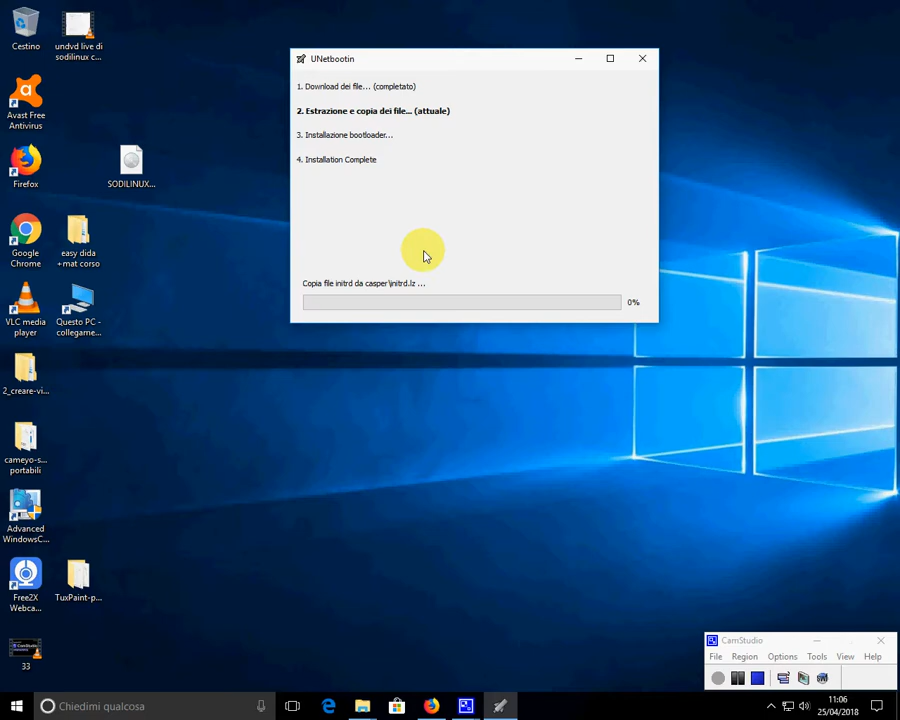 Cestino
undvd live di
sodilinux c...
Avast Free
Antivirus
Firefox
SODILINUX...
Google
Chrome
easy dida
+mat corso
VLC media
player
Questo PC -
collegame...
2_creare-vi...
cameyo-s...
portabili
Advanced
WindowsC...
Free2X
Webca...
TuxPaint-p...
CamStudio
33
UNetbootin
1. Download dei file... (completato)
2. Estrazione e copia dei file... (attuale)
3. Installazione bootloader...
4. Installation Complete
Copia file initrd da casper\initrd.lz ...
0%
CamStudio
File Region Options Tools View Help
Chiedimi qualcosa
11:06
25/04/2018